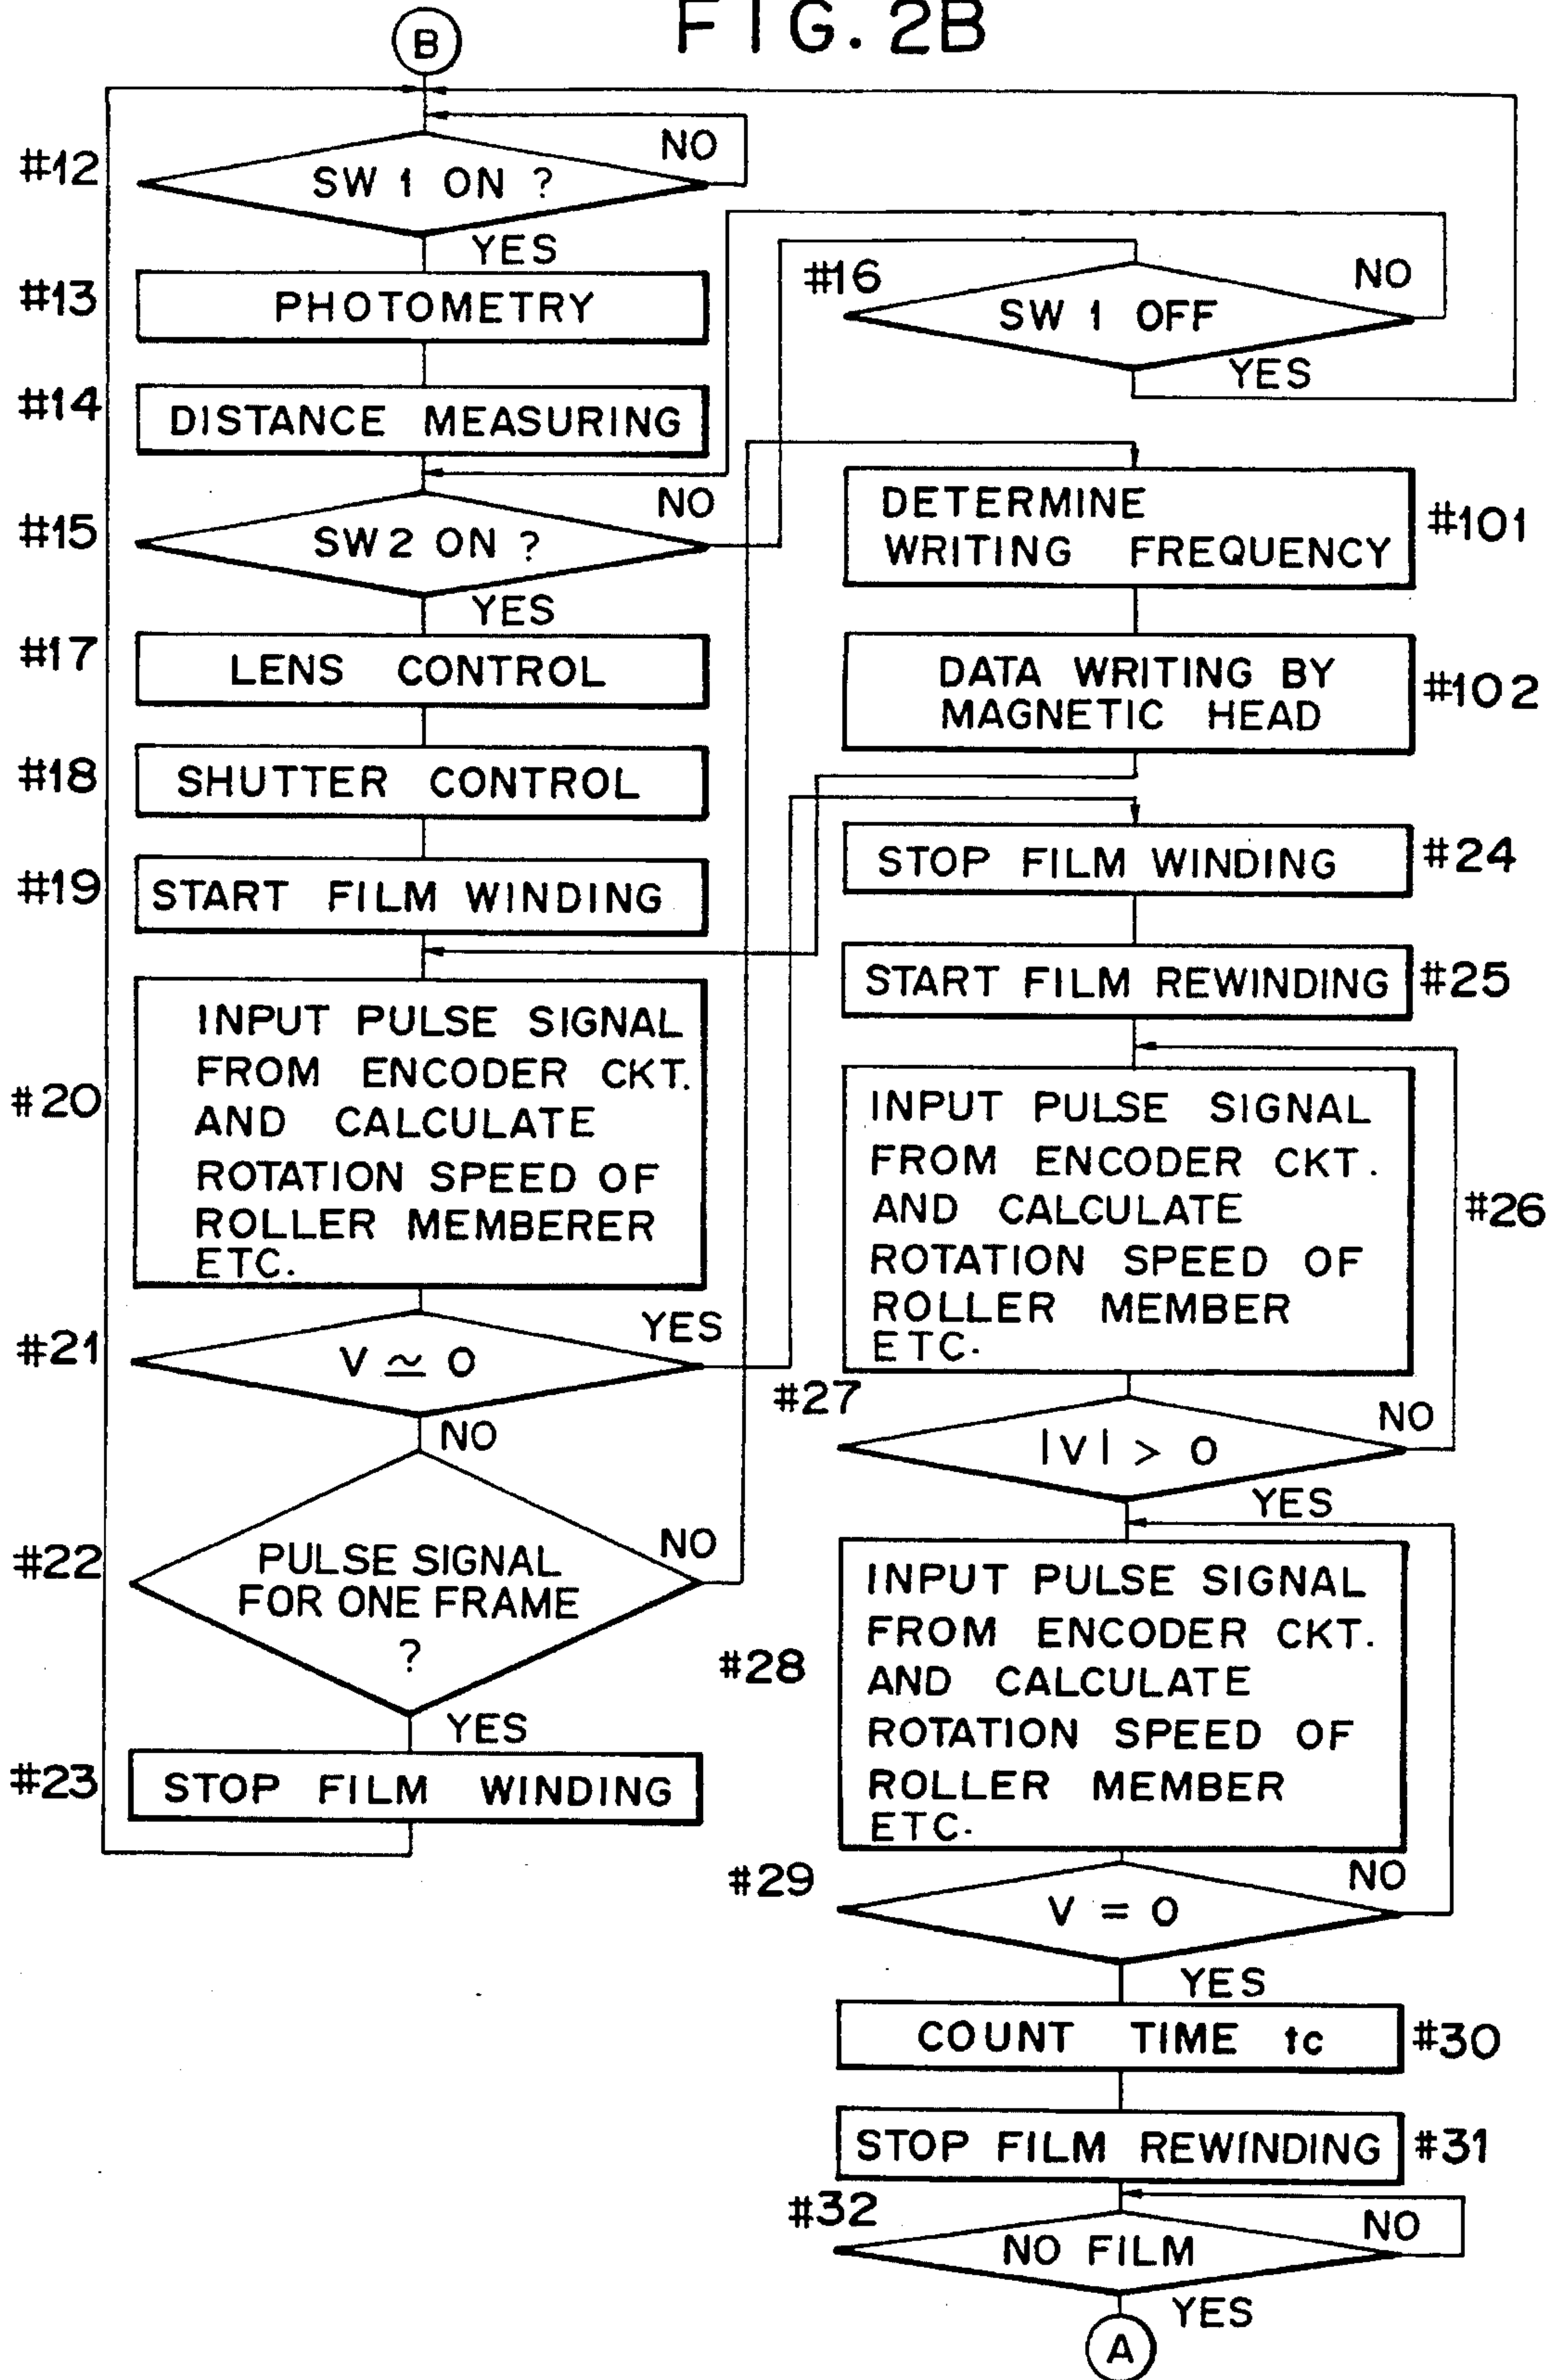 FIG. 2B
B
#12
SW 1 ON ?
NO
YES
#13
PHOTOMETRY
#14
DISTANCE MEASURING
#15
SW2 ON ?
NO
YES
#16
SW 1 OFF
NO
YES
#17
LENS CONTROL
#18
SHUTTER CONTROL
#19
START FILM WINDING
#20
INPUT PULSE SIGNAL
FROM ENCODER CKT.
AND CALCULATE
ROTATION SPEED OF
ROLLER MEMBERER
ETC.
#21
V ≃ 0
YES
NO
#22
PULSE SIGNAL
FOR ONE FRAME
?
NO
YES
#23
STOP FILM WINDING
DETERMINE
WRITING FREQUENCY
#101
DATA WRITING BY
MAGNETIC HEAD
#102
STOP FILM WINDING
#24
START FILM REWINDING
#25
INPUT PULSE SIGNAL
FROM ENCODER CKT.
AND CALCULATE
ROTATION SPEED OF
ROLLER MEMBER
ETC.
#26
#27
|V| > 0
NO
YES
#28
INPUT PULSE SIGNAL
FROM ENCODER CKT.
AND CALCULATE
ROTATION SPEED OF
ROLLER MEMBER
ETC.
#29
V = 0
NO
YES
COUNT TIME tc
#30
STOP FILM REWINDING
#31
#32
NO FILM
NO
YES
A